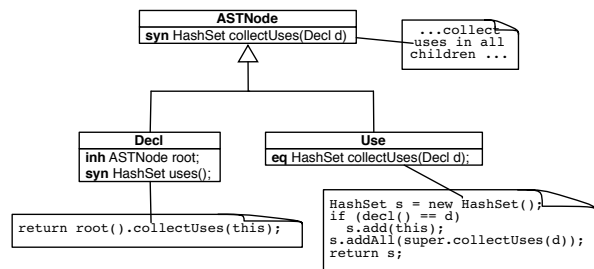 ASTNode
syn HashSet collectUses(Decl d)
...collect
uses in all
children ...
Decl
inh ASTNode root;
syn HashSet uses();
Use
eq HashSet collectUses(Decl d);
return root().collectUses(this);
HashSet s = new HashSet();
if (decl() == d)
s.add(this);
s.addAll(super.collectUses(d));
return s;